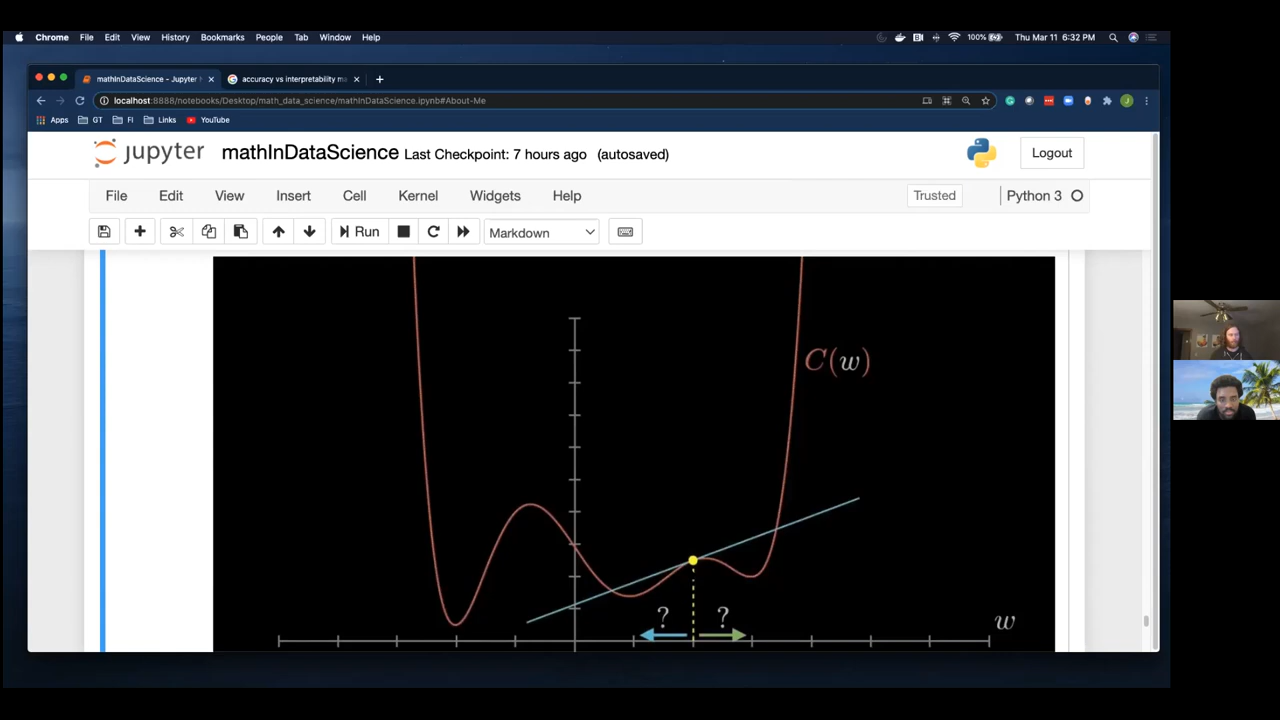 Chrome File Edit View History Bookmarks People Tab Window Help 100% Thu Mar 11 6:32 PM
mathInDataScience - Jupyter accuracy vs interpretability ma
localhost:8888/notebooks/Desktop/math_data_science/mathInDataScience.ipynb#About-Me
Apps GT FI Links YouTube
jupyter mathInDataScience Last Checkpoint: 7 hours ago (autosaved) Logout
File Edit View Insert Cell Kernel Widgets Help Trusted Python 3
Run Markdown
C(w)
? ?
w